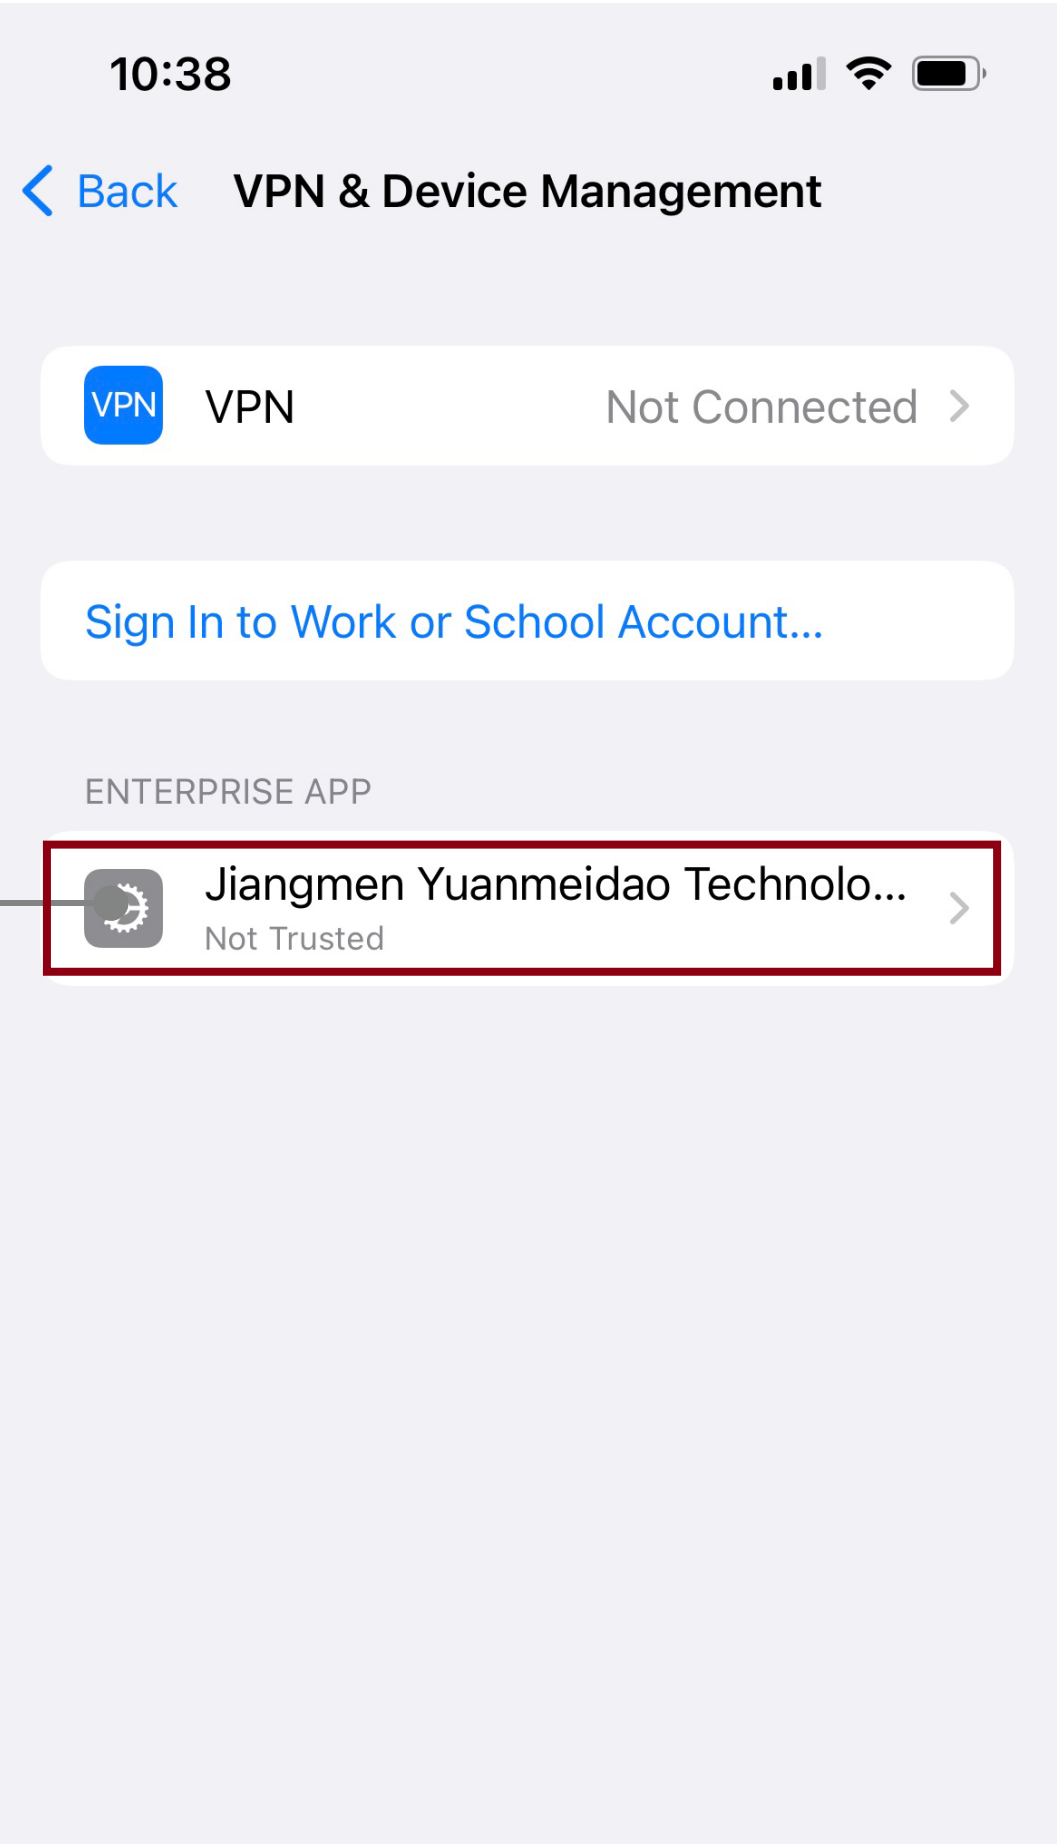 10:38
Back VPN & Device Management
VPN VPN Not Connected
Sign In to Work or School Account...
ENTERPRISE APP
Jiangmen Yuanmeidao Technolo...
Not Trusted